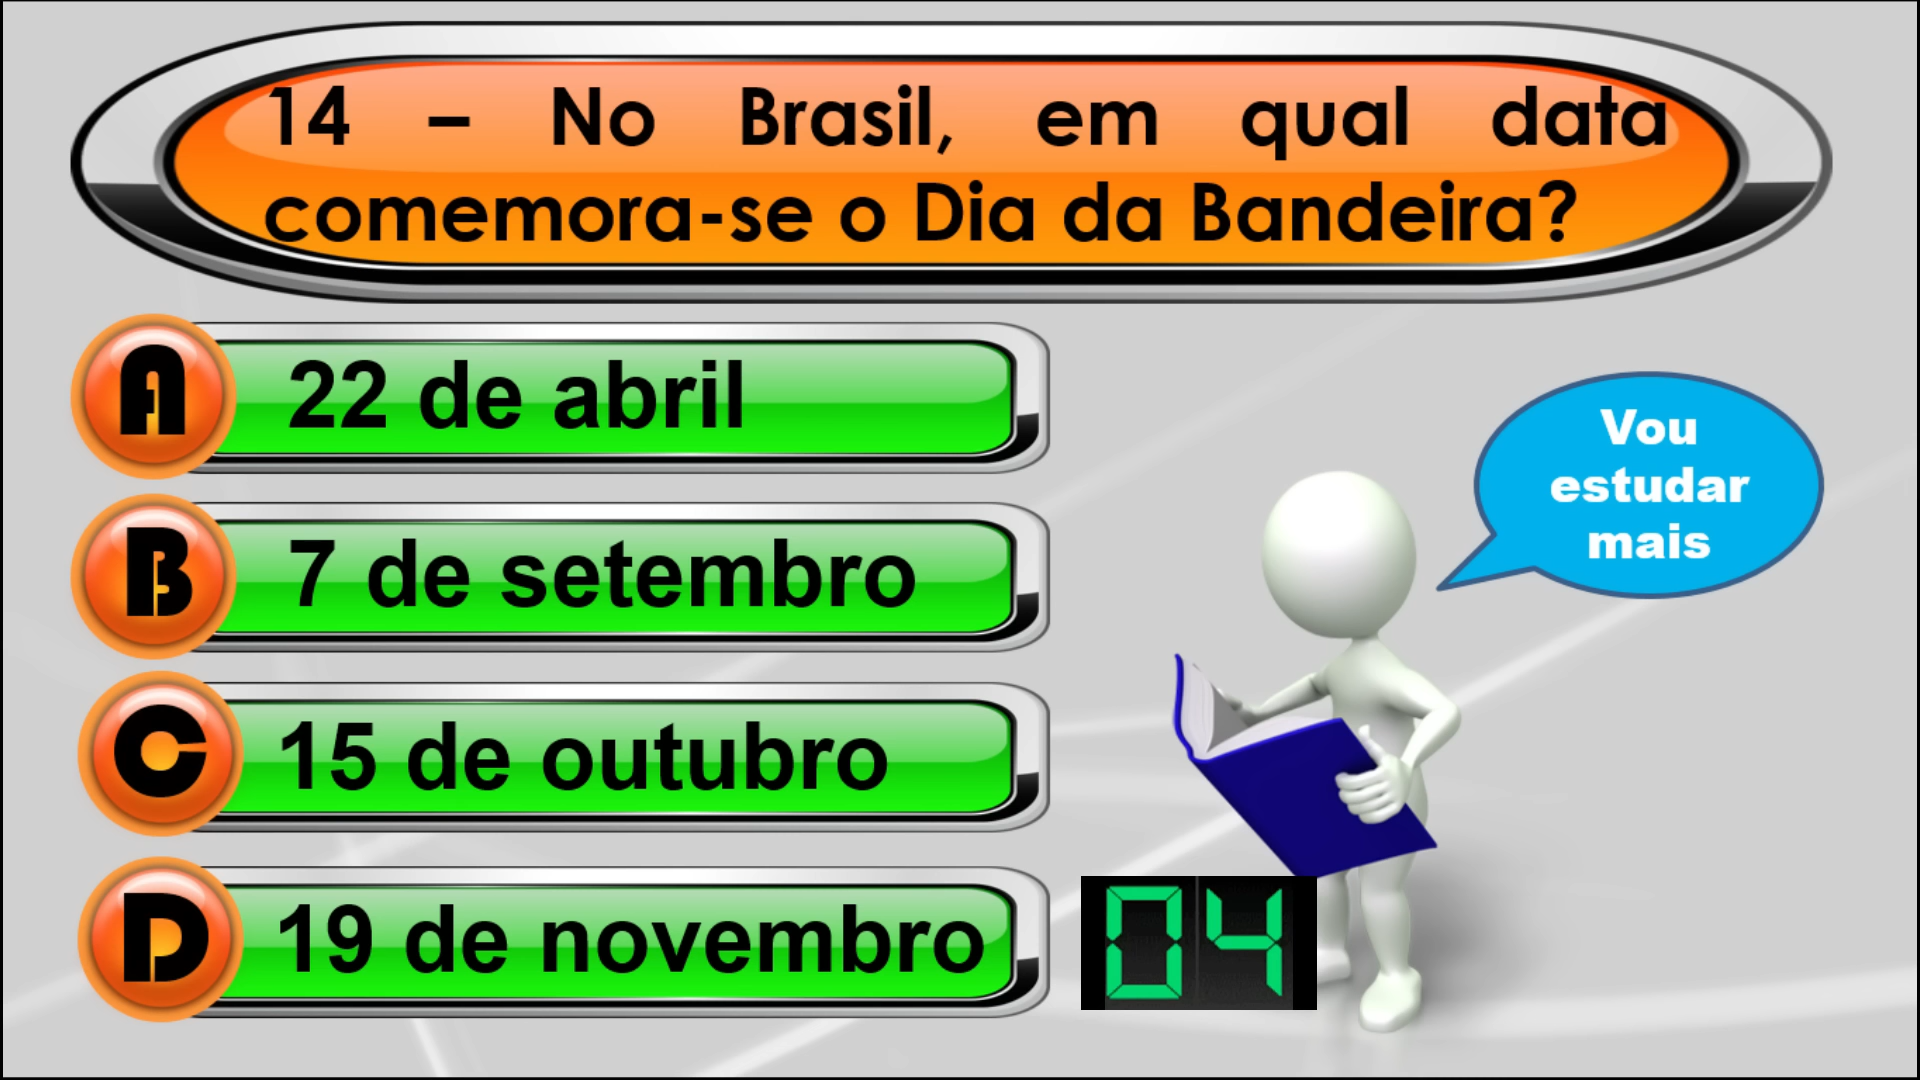 14 – No Brasil, em qual data
comemora-se o Dia da Bandeira?
A 22 de abril
B 7 de setembro
C 15 de outubro
D 19 de novembro
Vou
estudar
mais
04